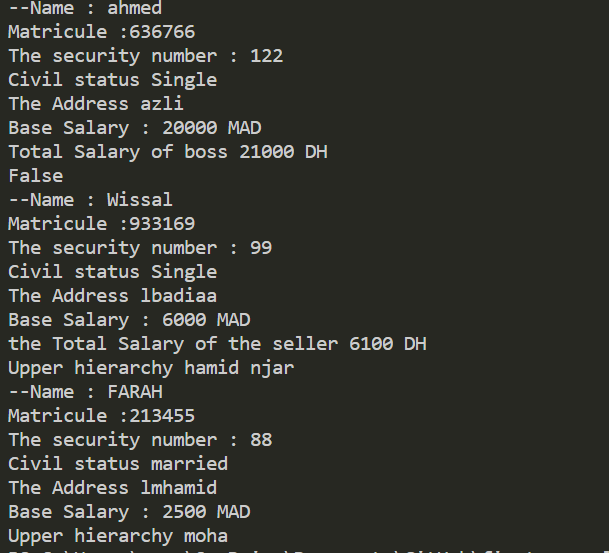 --Name : ahmed
Matricule :636766
The security number : 122
Civil status Single
The Address azli
Base Salary : 20000 MAD
Total Salary of boss 21000 DH
False
--Name : Wissal
Matricule :933169
The security number : 99
Civil status Single
The Address lbadiaa
Base Salary : 6000 MAD
the Total Salary of the seller 6100 DH
Upper hierarchy hamid njar
--Name : FARAH
Matricule :213455
The security number : 88
Civil status married
The Address lmhamid
Base Salary : 2500 MAD
Upper hierarchy moha